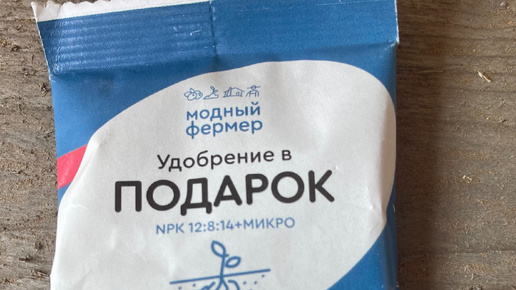 модный
фермер
Удобрение в
ПОДАРОК
NPK 12:8:14+МИКРО